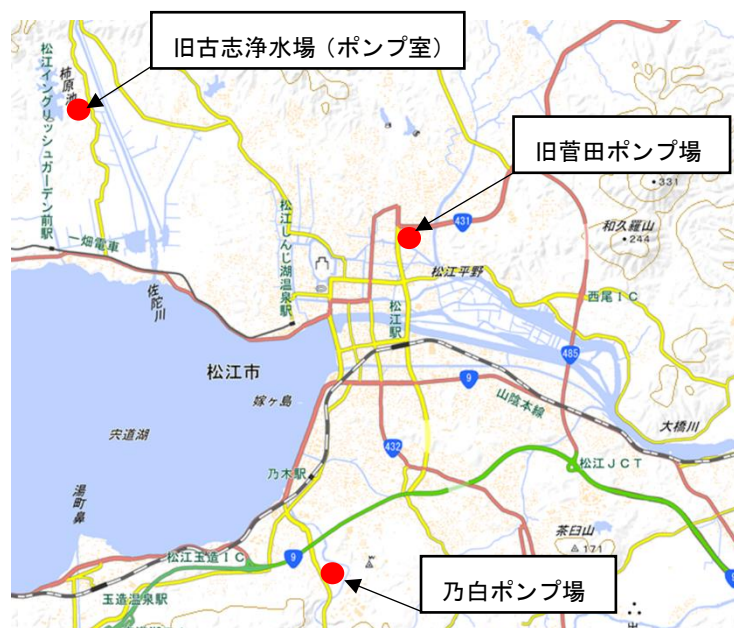 旧古志浄水場（ポンプ室）
松江イングリッシュガーデン前駅
柿原池
旧菅田ポンプ場
331
和久羅山
244
431
松江しんじ湖温泉駅
一畑電車
佐陀川
松江平野
西尾ＩＣ
松江駅
485
松江市
9
嫁ヶ島
山陰本線
宍道湖
大橋川
432
乃木駅
松江ＪＣＴ
湯町鼻
茶臼山
171
松江玉造ＩＣ
9
9
乃白ポンプ場
玉造温泉駅
出